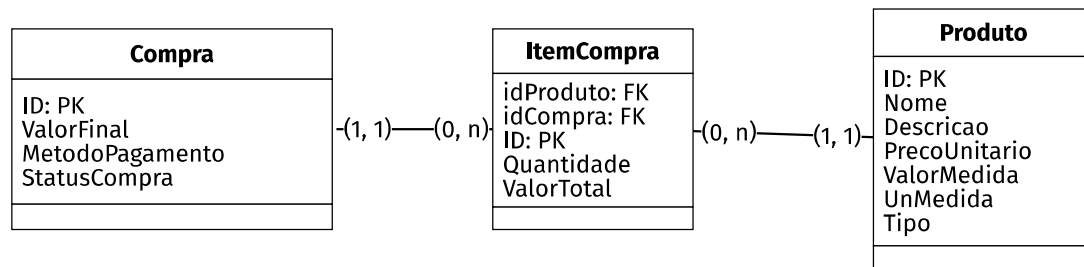 Compra
ID: PK
ValorFinal
MetodoPagamento
StatusCompra
-(1, 1)
(0, n)
ItemCompra
idProduto: FK
idCompra: FK
ID: PK
Quantidade
ValorTotal
(0, n)
(1, 1)
Produto
ID: PK
Nome
Descricao
PrecoUnitario
ValorMedida
UnMedida
Tipo